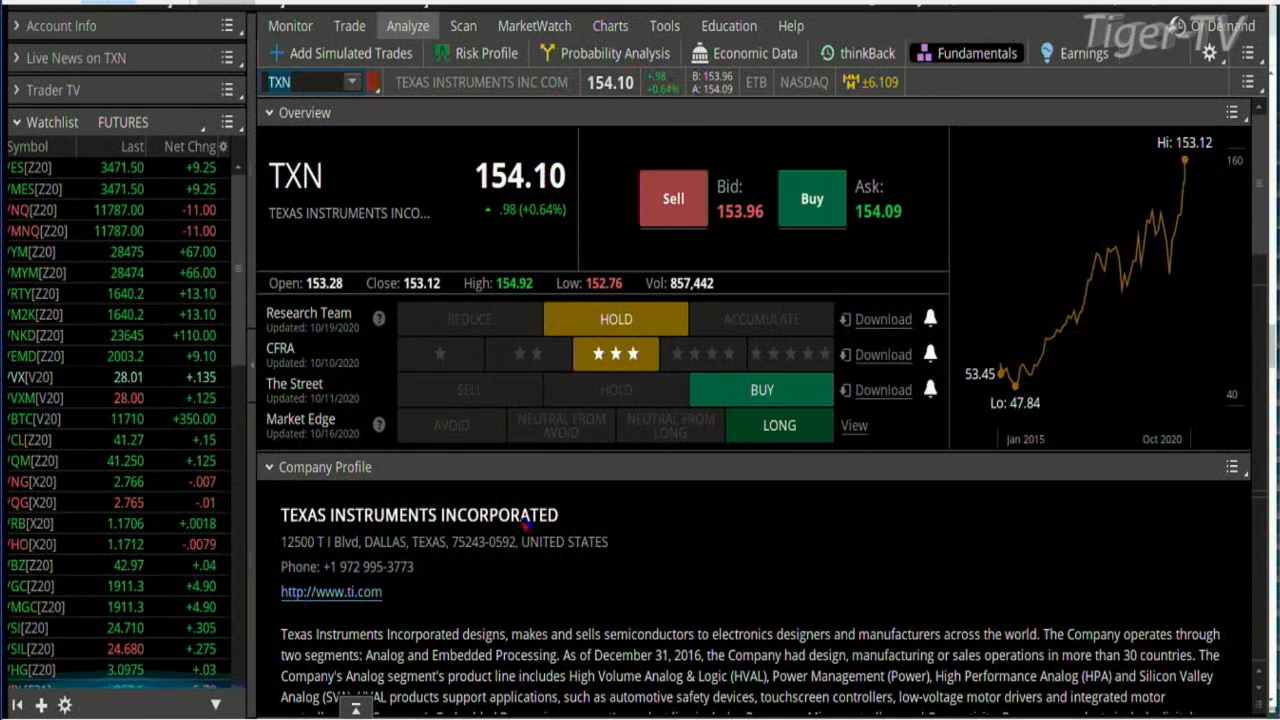 Account Info
Live News on TXN
Trader TV
Watchlist FUTURES
Symbol Last Net Chng
/ES[Z20] 3471.50 +9.25
/MES[Z20] 3471.50 +9.25
/NQ[Z20] 11787.00 -11.00
/MNQ[Z20] 11787.00 -11.00
/YM[Z20] 28475 +67.00
/MYM[Z20] 28474 +66.00
/RTY[Z20] 1640.2 +13.10
/M2K[Z20] 1640.2 +13.10
/NKD[Z20] 23645 +110.00
/EMD[Z20] 2003.2 +9.10
/VX[V20] 28.01 +.135
/VXM[V20] 28.00 +.125
/BTC[V20] 11710 +350.00
/CL[Z20] 41.27 +.15
/QM[Z20] 41.250 +.125
/NG[X20] 2.766 -.007
/QG[X20] 2.765 -.01
/RB[X20] 1.1706 +.0018
/HO[X20] 1.1712 -.0079
/BZ[Z20] 42.97 +.04
/GC[Z20] 1911.3 +4.90
/MGC[Z20] 1911.3 +4.90
/SI[Z20] 24.710 +.305
/SIL[Z20] 24.680 +.275
/HG[Z20] 3.0975 +.03
Monitor Trade Analyze Scan MarketWatch Charts Tools Education Help
Tiger-TV
OnDemand
Add Simulated Trades Risk Profile Probability Analysis Economic Data thinkBack Fundamentals Earnings
TXN TEXAS INSTRUMENTS INC COM 154.10 +.98 +0.64% B: 153.96 A: 154.09 ETB NASDAQ ±6.109
Overview
TXN 154.10
TEXAS INSTRUMENTS INCO... .98 (+0.64%)
Sell Bid: 153.96 Buy Ask: 154.09
Open: 153.28 Close: 153.12 High: 154.92 Low: 152.76 Vol: 857,442
Research Team REDUCE HOLD ACCUMULATE Download
Updated: 10/19/2020
CFRA Download
Updated: 10/10/2020
The Street SELL HOLD BUY Download
Updated: 10/11/2020
Market Edge AVOID NEUTRAL FROM AVOID NEUTRAL FROM LONG LONG View
Updated: 10/16/2020
Hi: 153.12
160
53.45
Lo: 47.84
40
Jan 2015 Oct 2020
Company Profile
TEXAS INSTRUMENTS INCORPORATED
12500 T I Blvd, DALLAS, TEXAS, 75243-0592, UNITED STATES
Phone: +1 972 995-3773
http://www.ti.com
Texas Instruments Incorporated designs, makes and sells semiconductors to electronics designers and manufacturers across the world. The Company operates through
two segments: Analog and Embedded Processing. As of December 31, 2016, the Company had design, manufacturing or sales operations in more than 30 countries. The
Company's Analog segment's product line includes High Volume Analog & Logic (HVAL), Power Management (Power), High Performance Analog (HPA) and Silicon Valley
Analog (SVA). HVAL products support applications, such as automotive safety devices, touchscreen controllers, low-voltage motor drivers and integrated motor